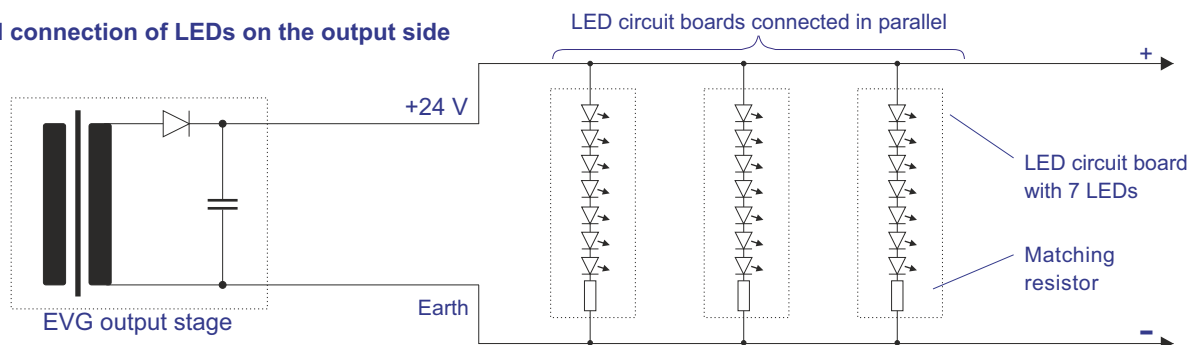 connection of LEDs on the output side
LED circuit boards connected in parallel
+
+24 V
LED circuit board
with 7 LEDs
Matching
resistor
Earth
EVG output stage
-